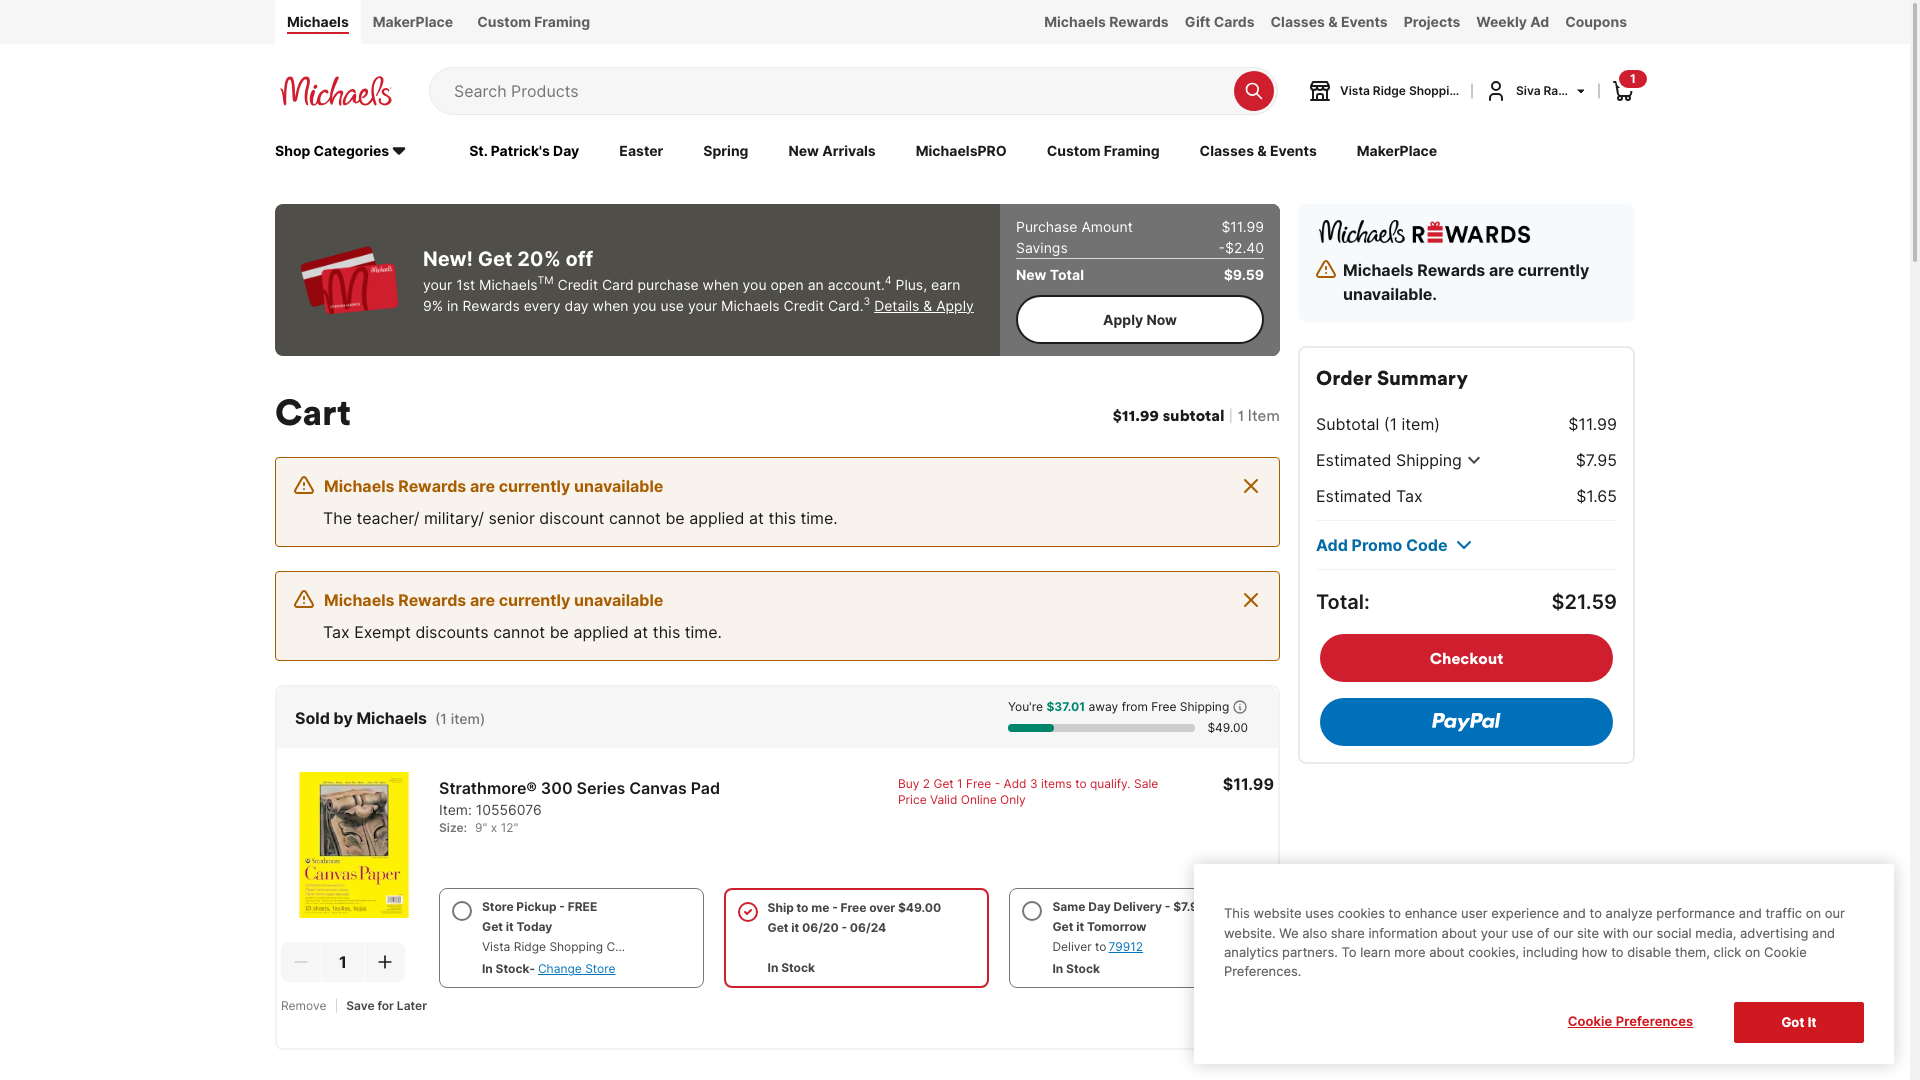 Michaels
MakerPlace
Custom Framing
Michaels Rewards
Gift Cards
Classes & Events
Projects
Weekly Ad
Coupons
Michaels
Search Products
Vista Ridge Shoppi...
Siva Ra...
1
Shop Categories
St. Patrick's Day
Easter
Spring
New Arrivals
MichaelsPRO
Custom Framing
Classes & Events
MakerPlace
New! Get 20% off
your 1st Michaels™ Credit Card purchase when you open an account.4 Plus, earn
9% in Rewards every day when you use your Michaels Credit Card.3 Details & Apply
Purchase Amount $11.99
Savings -$2.40
New Total $9.59
Apply Now
Michaels REWARDS
Michaels Rewards are currently
unavailable.
Cart
$11.99 subtotal | 1 Item
Michaels Rewards are currently unavailable
The teacher/ military/ senior discount cannot be applied at this time.
Michaels Rewards are currently unavailable
Tax Exempt discounts cannot be applied at this time.
Order Summary
Subtotal (1 item) $11.99
Estimated Shipping $7.95
Estimated Tax $1.65
Add Promo Code
Total: $21.59
Checkout
PayPal
Sold by Michaels (1 item)
You're $37.01 away from Free Shipping
$49.00
Strathmore
Canvas Paper
Strathmore® 300 Series Canvas Pad
Item: 10556076
Size: 9" x 12"
Buy 2 Get 1 Free - Add 3 items to qualify. Sale
Price Valid Online Only
$11.99
Store Pickup - FREE
Get it Today
Vista Ridge Shopping C...
In Stock- Change Store
Ship to me - Free over $49.00
Get it 06/20 - 06/24
In Stock
Same Day Delivery - $7.9
Get it Tomorrow
Deliver to 79912
In Stock
1
Remove
Save for Later
This website uses cookies to enhance user experience and to analyze performance and traffic on our
website. We also share information about your use of our site with our social media, advertising and
analytics partners. To learn more about cookies, including how to disable them, click on Cookie
Preferences.
Cookie Preferences
Got It